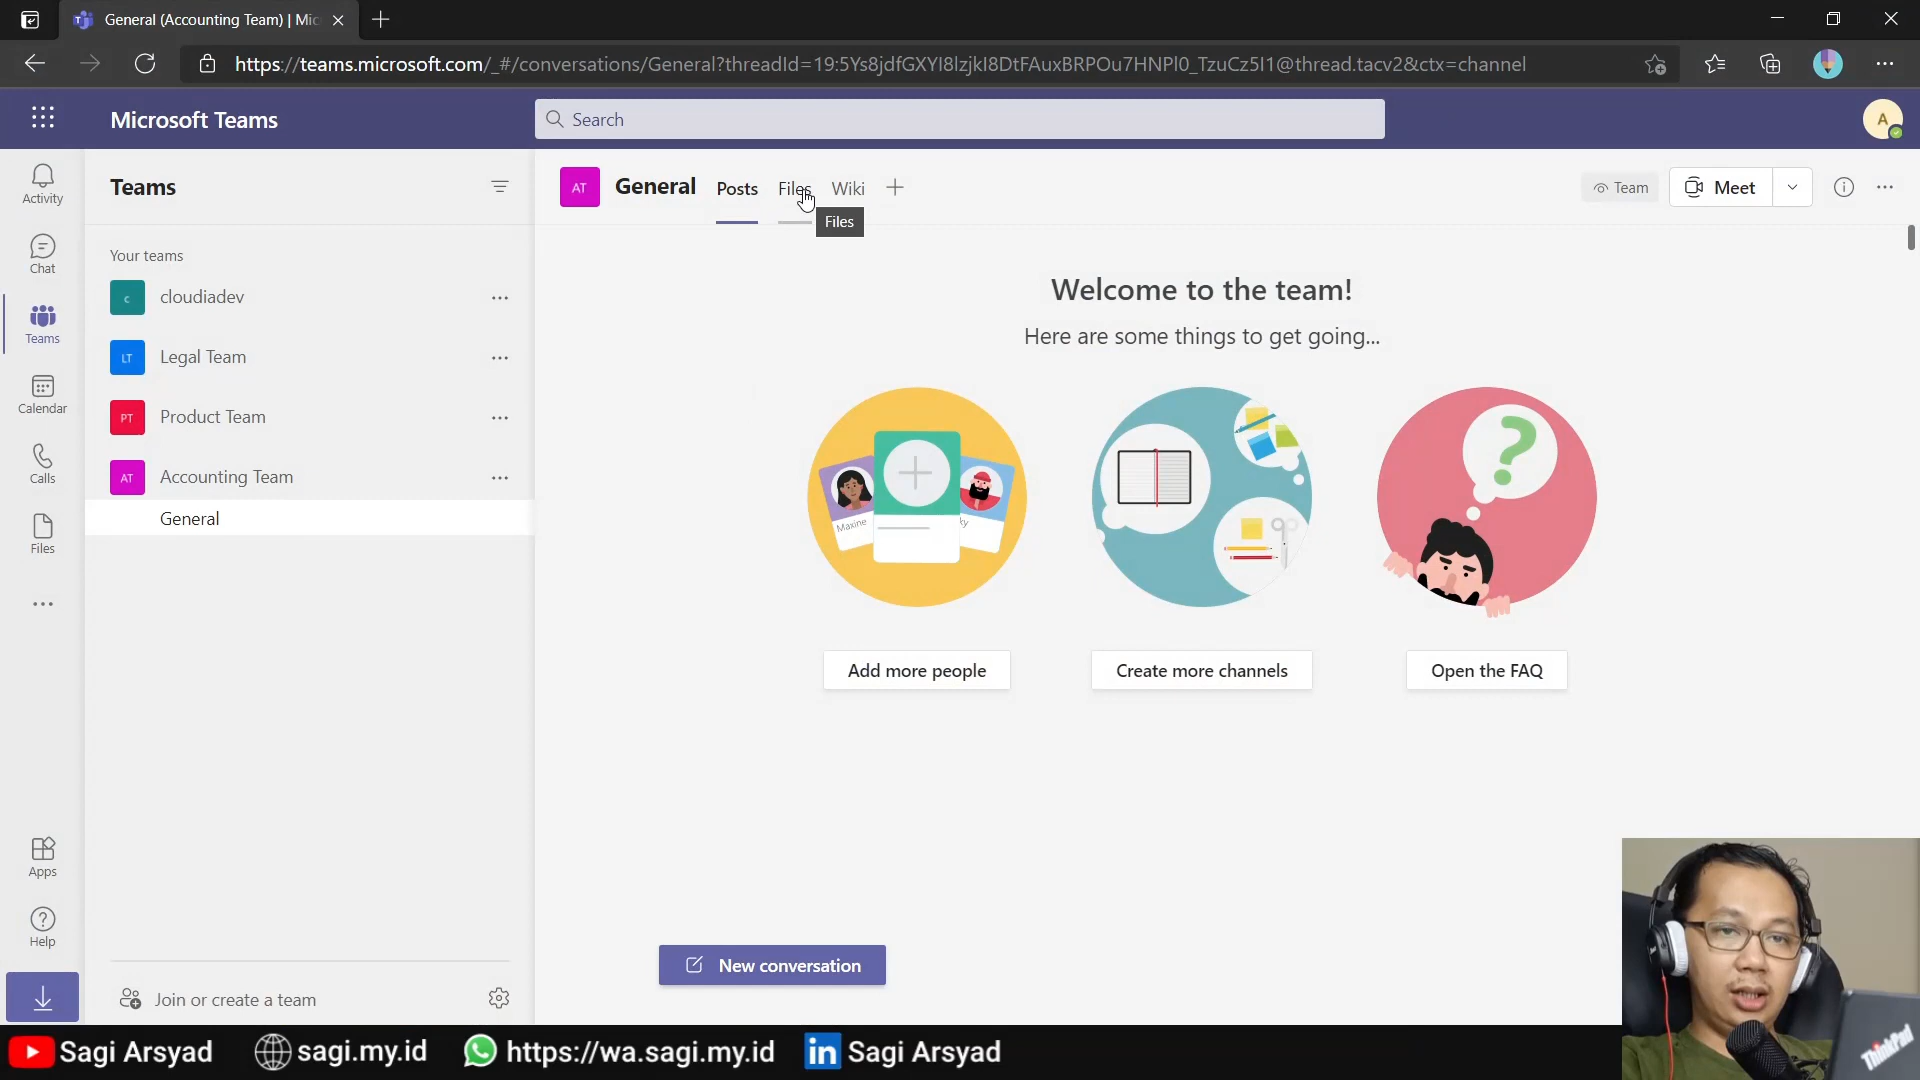 General (Accounting Team) | Mic
https://teams.microsoft.com/_#/conversations/General?threadId=19:5Ys8jdfGXYI8lzjkI8DtFAuxBRPOu7HNPl0_TzuCz5I1@thread.tacv2&ctx=channel
Microsoft Teams
Search
A
Activity
Chat
Teams
Calendar
Calls
Files
Apps
Help
Teams
Your teams
c cloudiadev
LT Legal Team
PT Product Team
AT Accounting Team
General
Join or create a team
AT General Posts Files Wiki
Files
Team
Meet
Welcome to the team!
Here are some things to get going...
Maxine
ky
Add more people
Create more channels
Open the FAQ
New conversation
ThinkPad
Sagi Arsyad
sagi.my.id
https://wa.sagi.my.id
in Sagi Arsyad